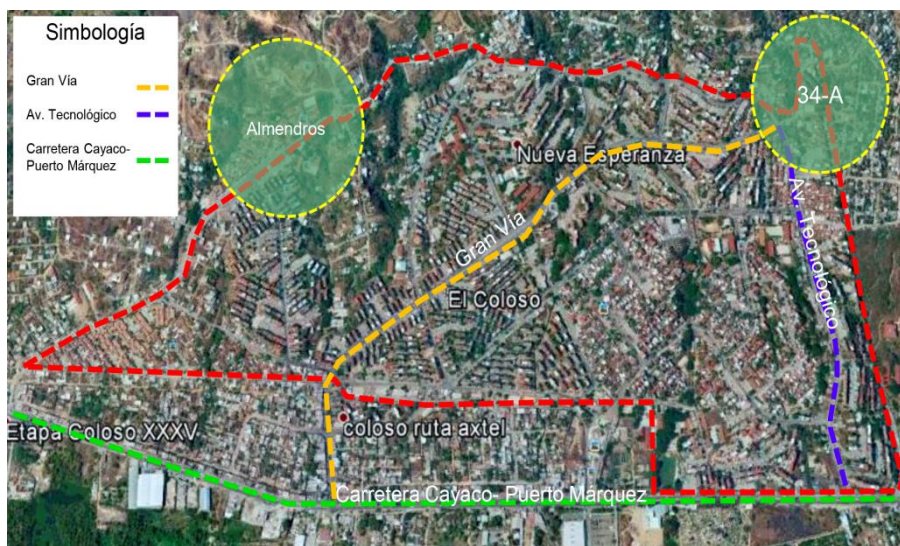 Simbología
Gran Vía
Av. Tecnológico
Carretera Cayaco-
Puerto Márquez
Almendros
34-A
Nueva Esperanza
Av. Tecnológico
Gran Vía
El Coloso
Etapa Coloso XXXV
coloso ruta axtel
Carretera Cayaco- Puerto Márquez